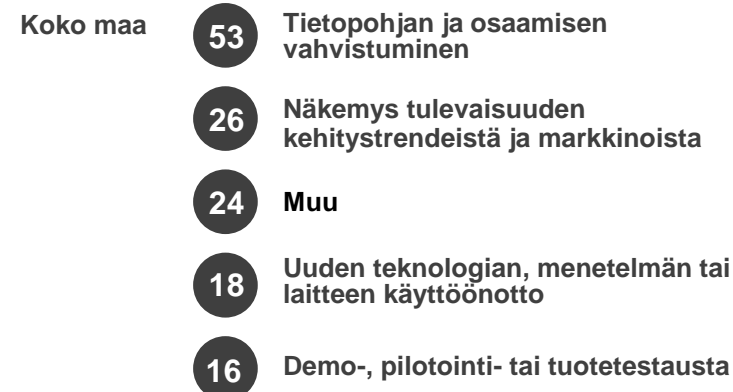 Koko maa
53
Tietopohjan ja osaamisen
vahvistuminen
26
Näkemys tulevaisuuden
kehitystrendeistä ja markkinoista
24
Muu
18
Uuden teknologian, menetelmän tai
laitteen käyttöönotto
16
Demo-, pilotointi- tai tuotetestausta